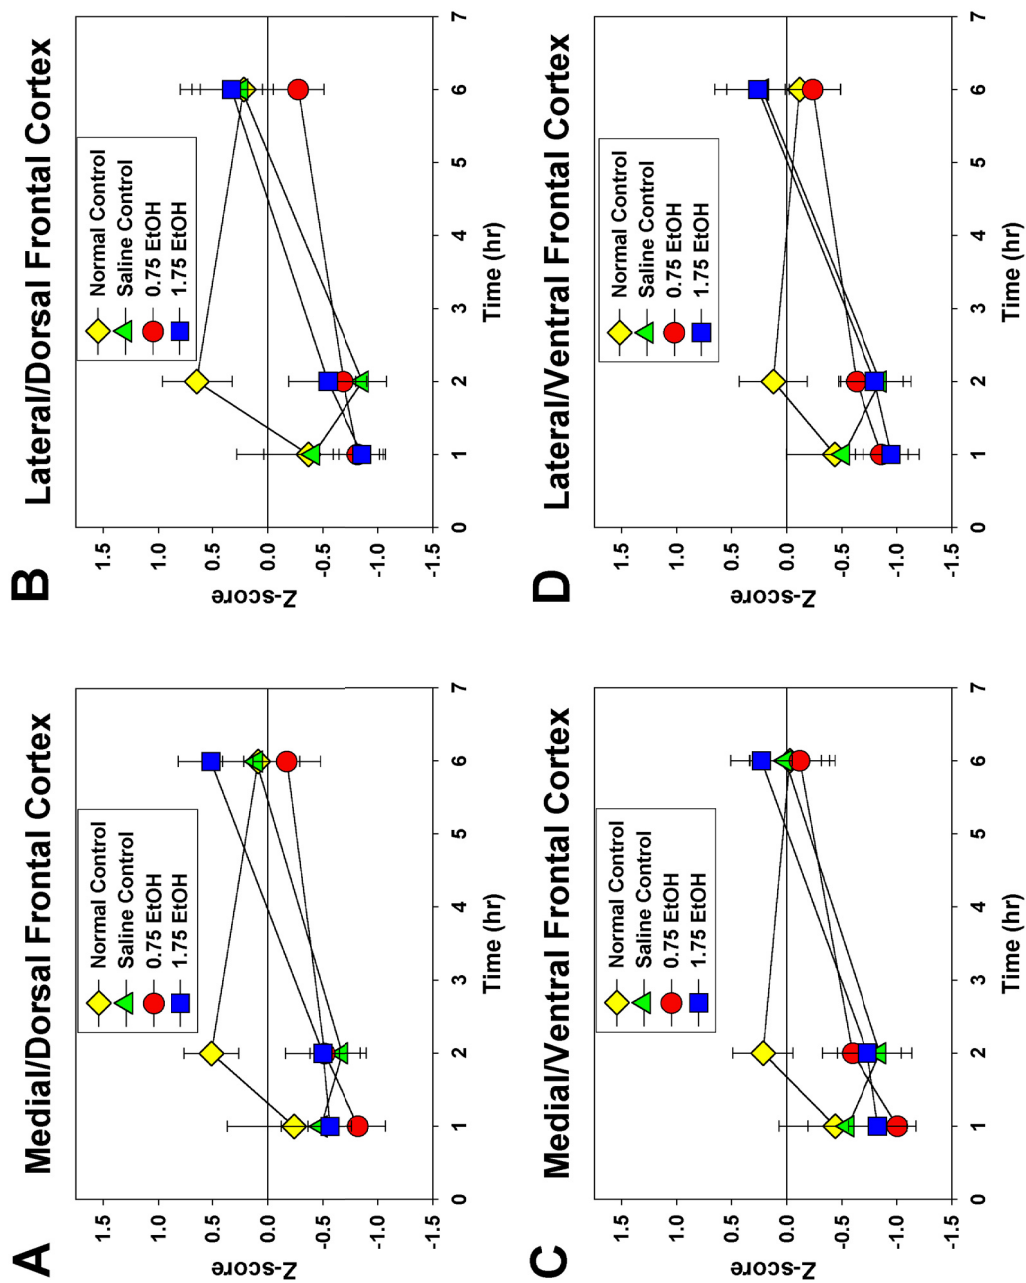 A
Medial/Dorsal Frontal Cortex
Normal Control
Saline Control
0.75 EtOH
1.75 EtOH
1.5
1.0
0.5
0.0
-0.5
-1.0
-1.5
Z-score
0 1 2 3 4 5 6 7
Time (hr)
B
Lateral/Dorsal Frontal Cortex
Normal Control
Saline Control
0.75 EtOH
1.75 EtOH
1.5
1.0
0.5
0.0
-0.5
-1.0
-1.5
Z-score
0 1 2 3 4 5 6 7
Time (hr)
C
Medial/Ventral Frontal Cortex
Normal Control
Saline Control
0.75 EtOH
1.75 EtOH
1.5
1.0
0.5
0.0
-0.5
-1.0
-1.5
Z-score
0 1 2 3 4 5 6 7
Time (hr)
D
Lateral/Ventral Frontal Cortex
Normal Control
Saline Control
0.75 EtOH
1.75 EtOH
1.5
1.0
0.5
0.0
-0.5
-1.0
-1.5
Z-score
0 1 2 3 4 5 6 7
Time (hr)